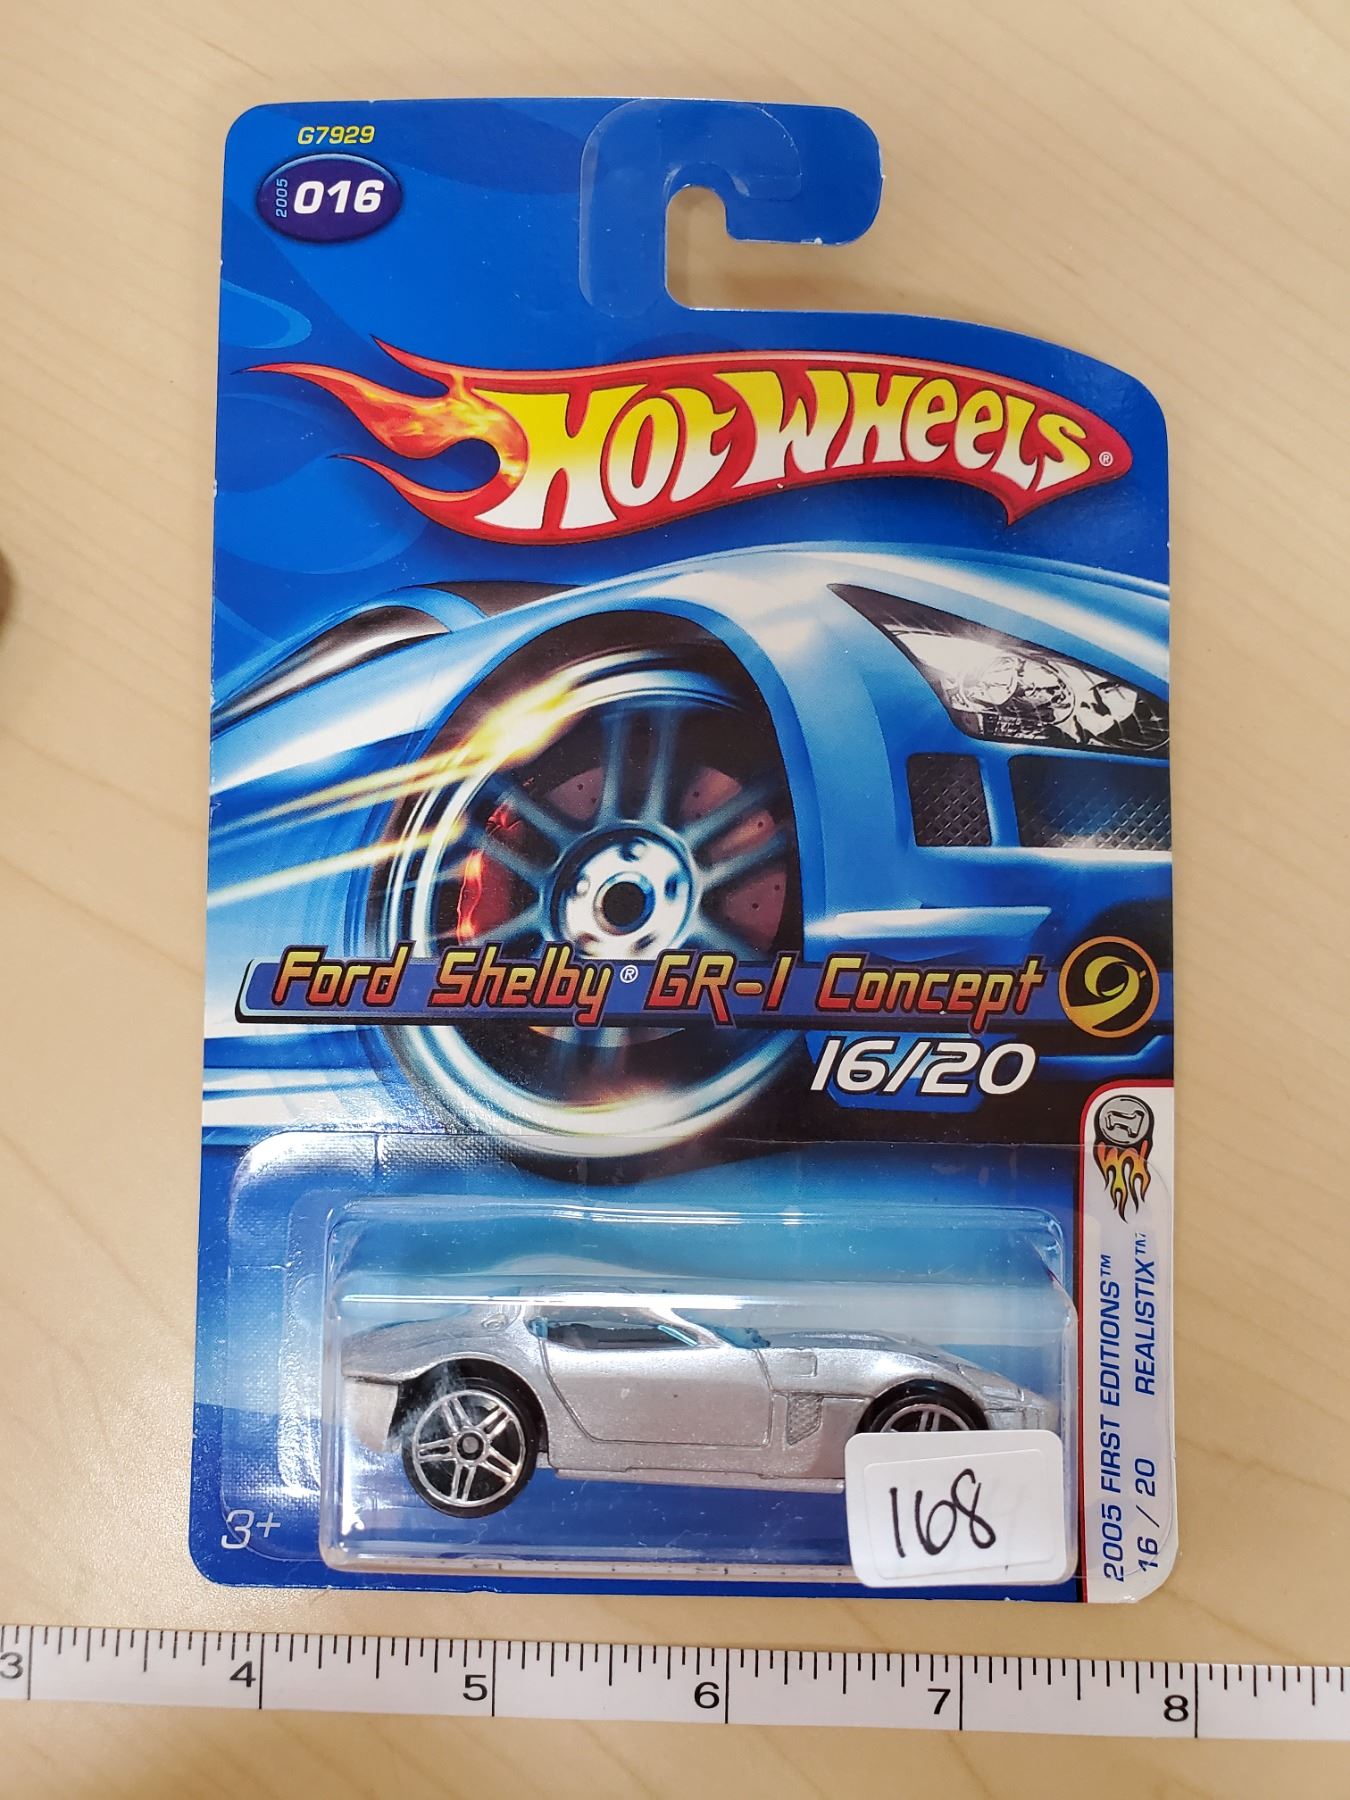 G7929
2005
016
HOT WHEELS®
Ford Shelby® GR-1 Concept
16/20
2005 FIRST EDITIONS™
16 / 20 REALISTIX™
3+
168
3 4 5 6 7 8